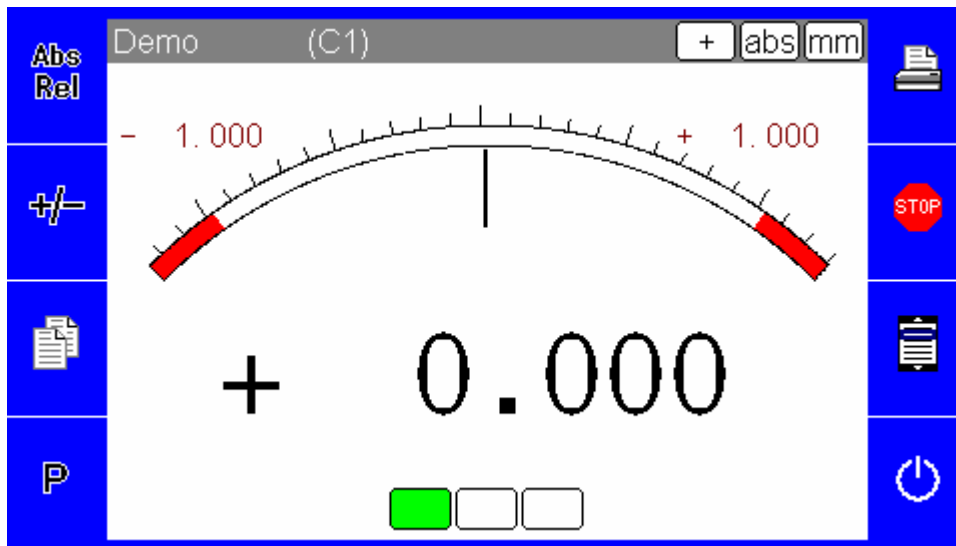 Abs
Rel
Demo (C1) + abs mm
- 1.000 + 1.000
+/-
STOP
+ 0.000
P